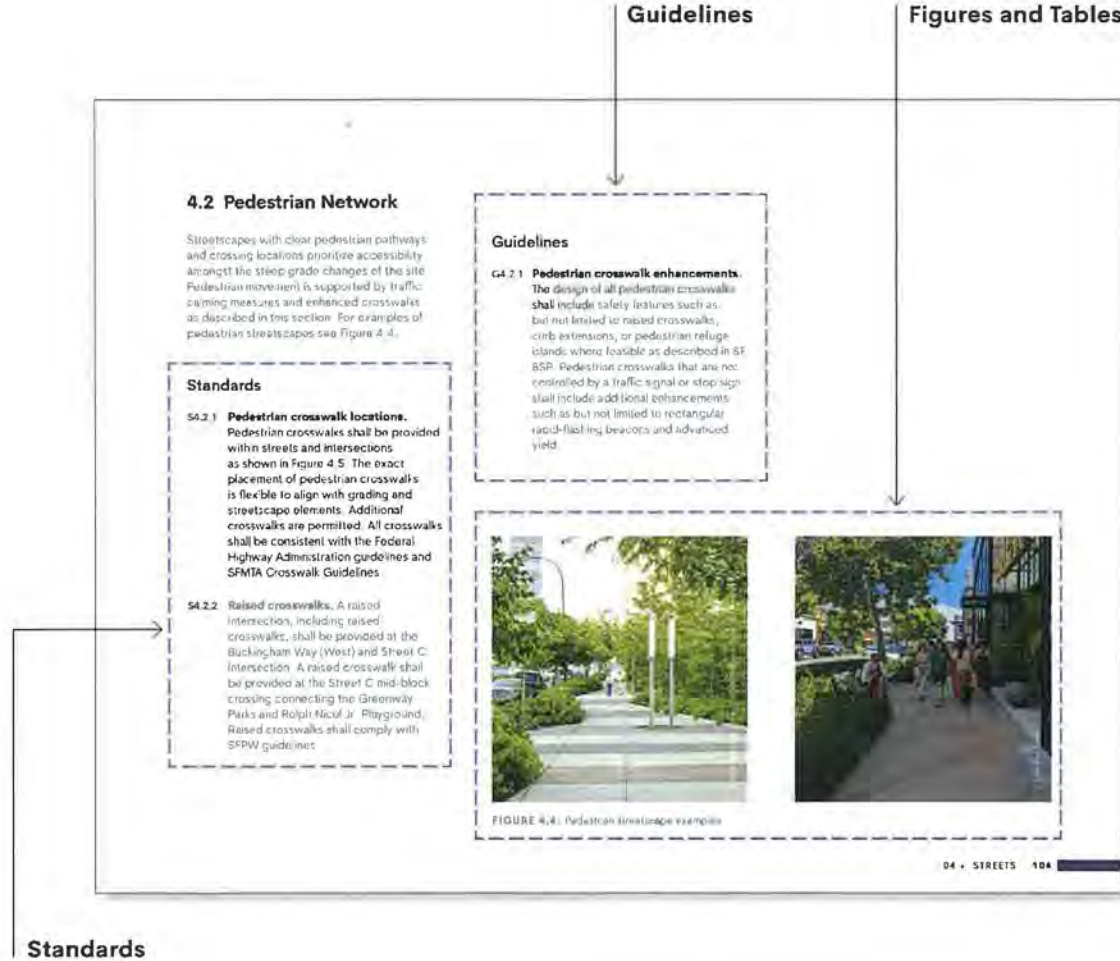 Guidelines
Figures and Tables
4.2 Pedestrian Network
Streetscapes with clear pedestrian pathways
and crossing locations prioritize accessibility
amongst the steep grade changes of the site.
Pedestrian movement is supported by traffic
calming measures and enhanced crosswalks
as described in this section. For examples of
pedestrian streetscapes see Figure 4.4.
Standards
S4.2.1 Pedestrian crosswalk locations.
Pedestrian crosswalks shall be provided
within streets and intersections
as shown in Figure 4.5. The exact
placement of pedestrian crosswalks
is flexible to align with grading and
streetscape elements. Additional
crosswalks are permitted. All crosswalks
shall be consistent with the Federal
Highway Administration guidelines and
SFMTA Crosswalk Guidelines
S4.2.2 Raised crosswalks. A raised
intersection, including raised
crosswalks, shall be provided at the
Buckingham Way (West) and Street C
intersection. A raised crosswalk shall
be provided at the Street C mid-block
crossing connecting the Greenway
Parks and Rolph Nicol Jr. Playground.
Raised crosswalks shall comply with
SFPW guidelines
Guidelines
G4.2.1 Pedestrian crosswalk enhancements.
The design of all pedestrian crosswalks
shall include safety features such as
but not limited to raised crosswalks,
curb extensions, or pedestrian refuge
islands where feasible as described in SF
BSP. Pedestrian crosswalks that are not
controlled by a traffic signal or stop sign
shall include additional enhancements
such as but not limited to rectangular
rapid-flashing beacons and advanced
yield.
FIGURE 4.4: Pedestrian streetscape examples
04 • STREETS 104
Standards